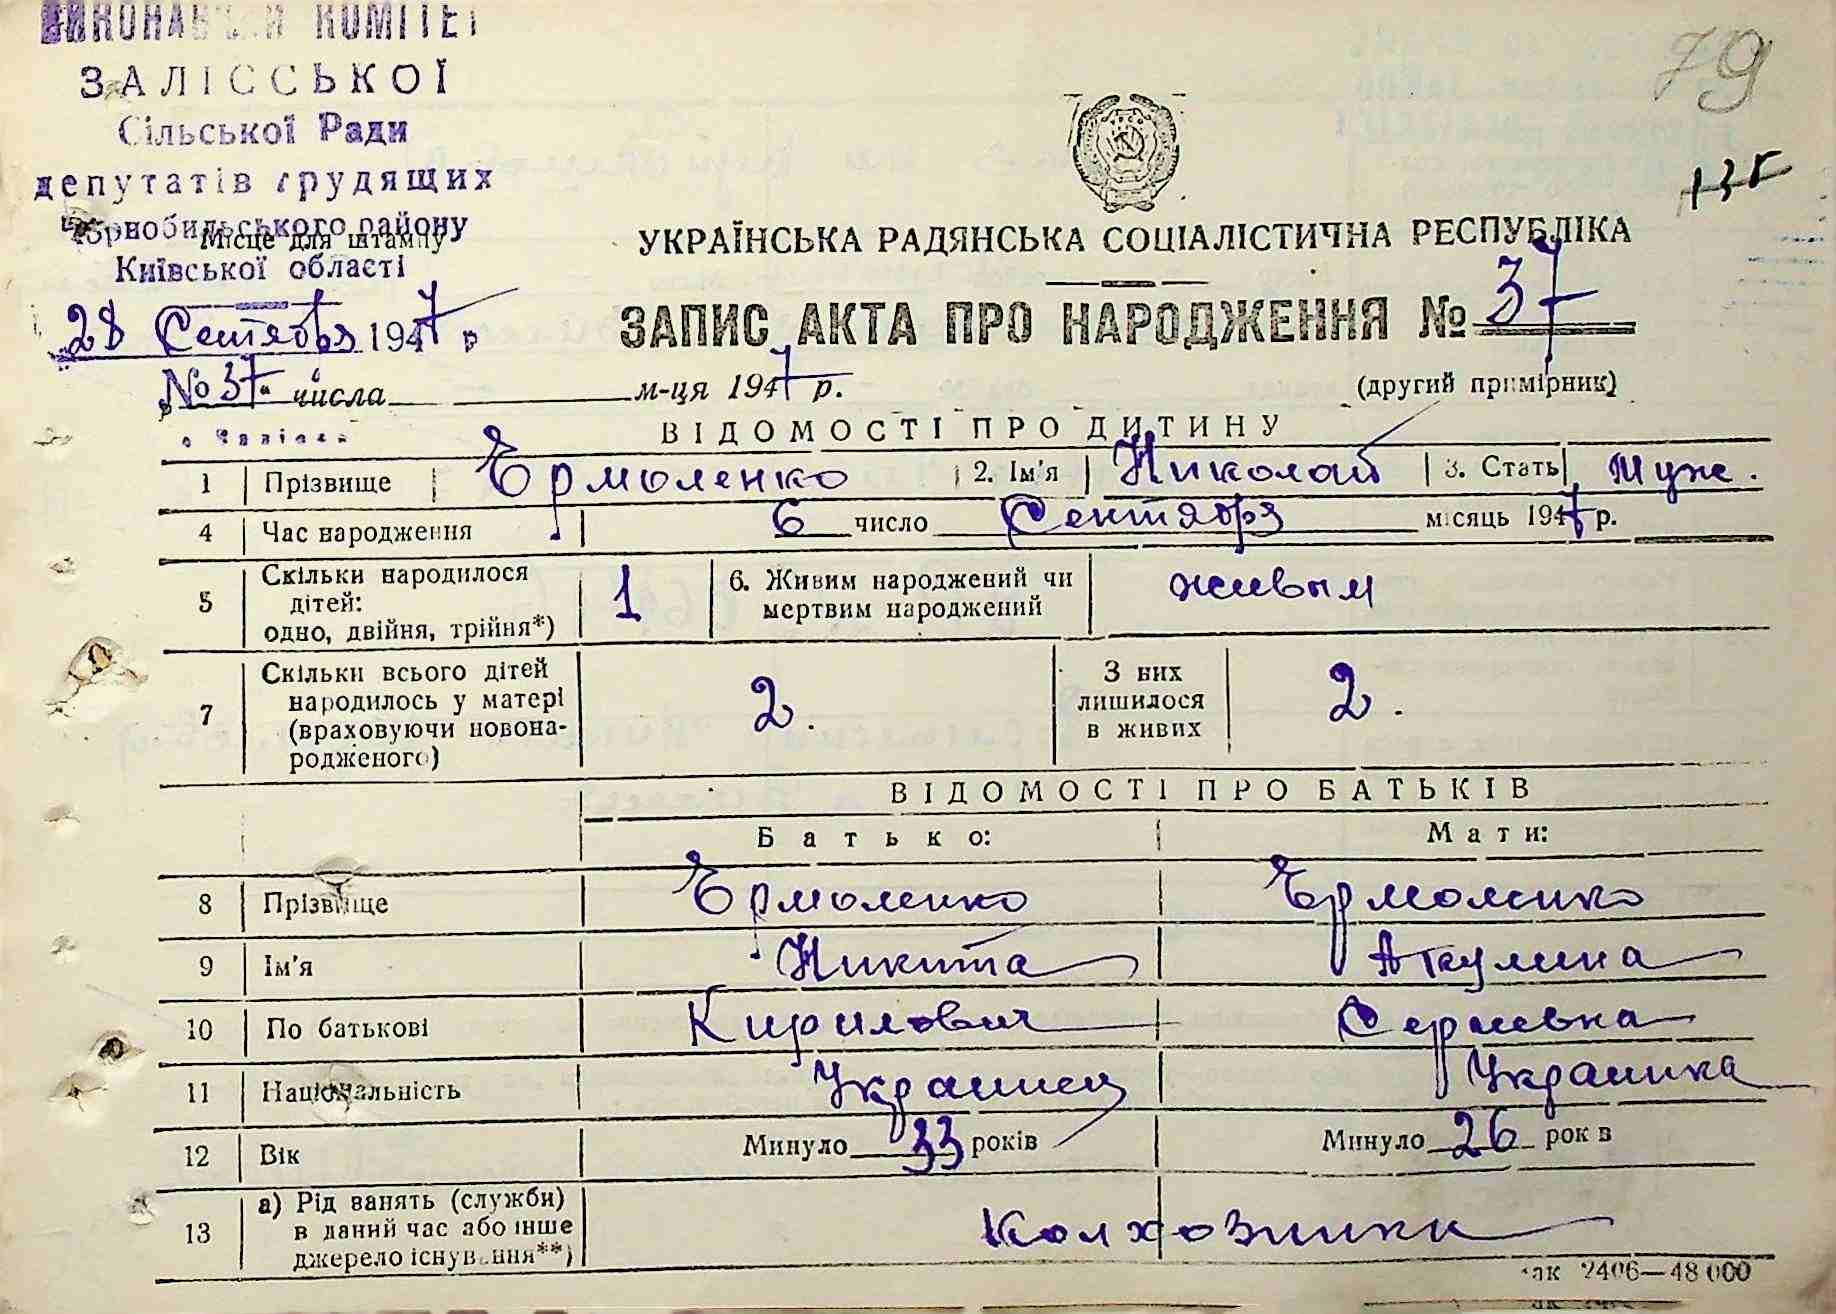 ВИКОНАВЧИЙ КОМІТЕТ
ЗАЛІССЬКОЇ
Сільської Ради
депутатів трудящих
Чорнобильського району
Місце для штампу
Київської області
28 Сентября 1947 р
№ 37 числа м-ця 1947 р.
79
135
УКРАЇНСЬКА РАДЯНСЬКА СОЦІАЛІСТИЧНА РЕСПУБЛІКА
ЗАПИС АКТА ПРО НАРОДЖЕННЯ № 37
(другий примірник)
ВІДОМОСТІ ПРО ДИТИНУ
1 Прізвище Ермоленко 2. Ім'я Николай 3. Стать Муж.
4 Час народження 6 число Сентября місяць 1947 р.
5 Скільки народилося дітей: одно, двійня, трійня*) 1 6. Живим народжений чи мертвим народжений живым
7 Скільки всього дітей народилось у матері (враховуючи новонародженого) 2. З них лишилося в живих 2.
ВІДОМОСТІ ПРО БАТЬКІВ
Батько: Мати:
8 Прізвище Ермоленко Ермоленко
9 Ім'я Никита Акулина
10 По батькові Кирилович Сергиевна
11 Національність Украинец Украинка
12 Вік Минуло 33 років Минуло 26 років
13 а) Рід занять (служби) в даний час або інше джерело існування**) Колхозники
Зак 2406—48 000